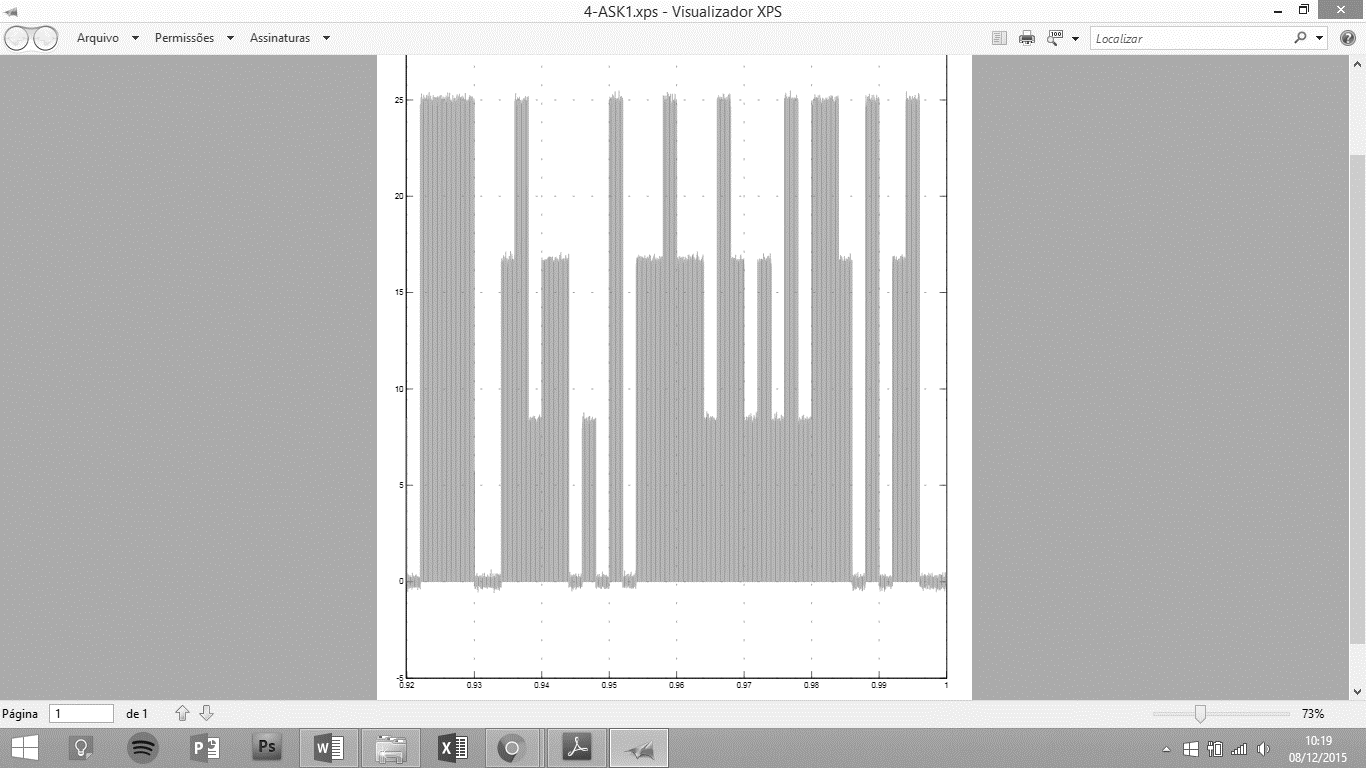 4-ASK1.xps - Visualizador XPS
Arquivo Permissões Assinaturas 100 Localizar
25
20
15
10
5
0
-5
0.92 0.93 0.94 0.95 0.96 0.97 0.98 0.99 1
Página 1 de 1 73%
P Ps W X
10:19
08/12/2015